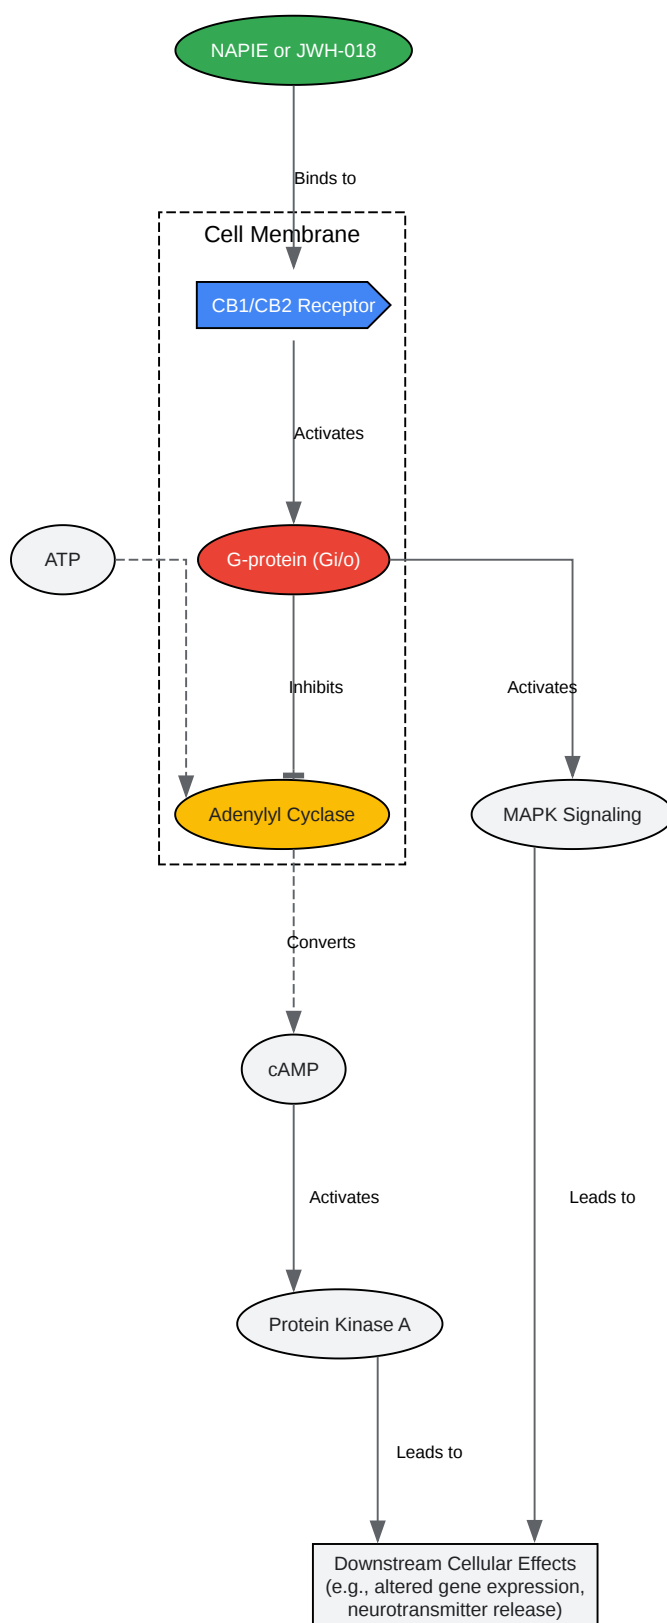 NAPIE or JWH-018
Binds to
Cell Membrane
CB1/CB2 Receptor
Activates
ATP
G-protein (Gi/o)
Inhibits
Activates
Adenylyl Cyclase
MAPK Signaling
Converts
cAMP
Activates
Leads to
Protein Kinase A
Leads to
Downstream Cellular Effects
(e.g., altered gene expression,
neurotransmitter release)